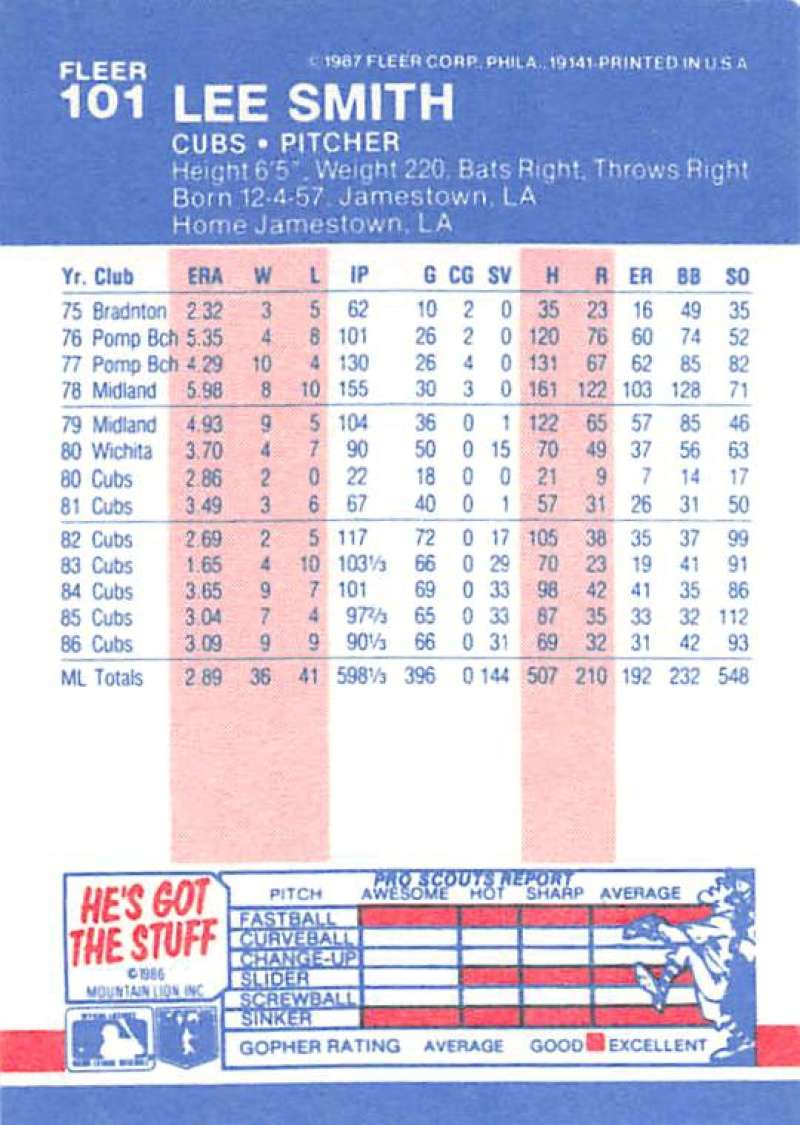 © 1987 FLEER CORP., PHILA., 19141-PRINTED IN U S A
FLEER
101 LEE SMITH
CUBS • PITCHER
Height 6'5", Weight 220, Bats Right, Throws Right
Born 12-4-57, Jamestown, LA
Home Jamestown, LA
Yr. Club ERA W L IP G CG SV H R ER BB SO
75 Bradnton 2.32 3 5 62 10 2 0 35 23 16 49 35
76 Pomp Bch 5.35 4 8 101 26 2 0 120 76 60 74 52
77 Pomp Bch 4.29 10 4 130 26 4 0 131 67 62 85 82
78 Midland 5.98 8 10 155 30 3 0 161 122 103 128 71
79 Midland 4.93 9 5 104 36 0 1 122 65 57 85 46
80 Wichita 3.70 4 7 90 50 0 15 70 49 37 56 63
80 Cubs 2.86 2 0 22 18 0 0 21 9 7 14 17
81 Cubs 3.49 3 6 67 40 0 1 57 31 26 31 50
82 Cubs 2.69 2 5 117 72 0 17 105 38 35 37 99
83 Cubs 1.65 4 10 103⅓ 66 0 29 70 23 19 41 91
84 Cubs 3.65 9 7 101 69 0 33 98 42 41 35 86
85 Cubs 3.04 7 4 97⅔ 65 0 33 87 35 33 32 112
86 Cubs 3.09 9 9 90⅓ 66 0 31 69 32 31 42 93
ML Totals 2.89 36 41 598⅓ 396 0 144 507 210 192 232 548
HE'S GOT
THE STUFF
© 1986
MOUNTAIN LION INC
PRO SCOUTS REPORT
PITCH AWESOME HOT SHARP AVERAGE
FASTBALL
CURVEBALL
CHANGE-UP
SLIDER
SCREWBALL
SINKER
GOPHER RATING AVERAGE GOOD EXCELLENT